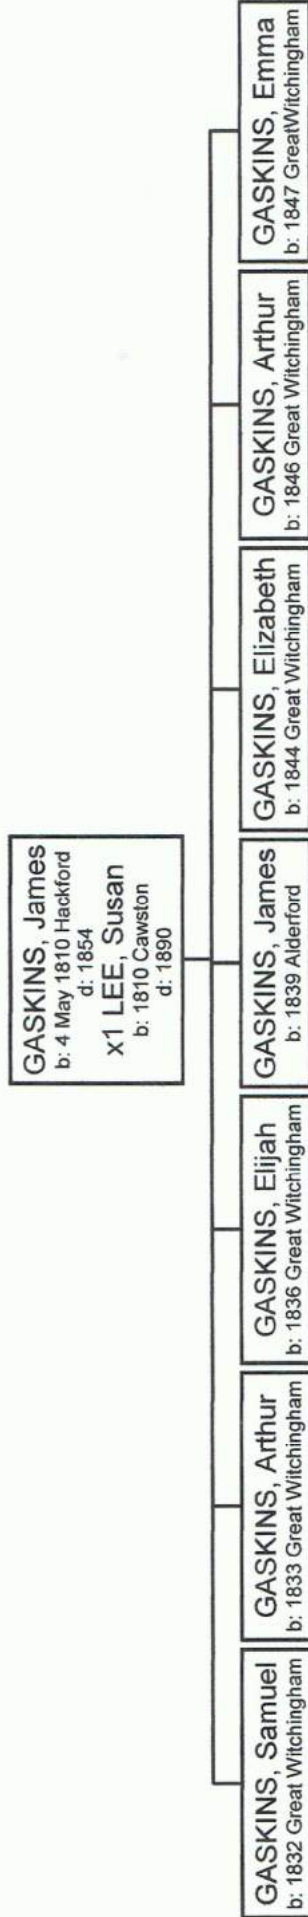 GASKINS, James
b: 4 May 1810 Hackford
d: 1854
x1 LEE, Susan
b: 1810 Cawston
d: 1890
GASKINS, Samuel
b: 1832 Great Witchingham
GASKINS, Arthur
b: 1833 Great Witchingham
GASKINS, Elijah
b: 1836 Great Witchingham
GASKINS, James
b: 1839 Alderford
GASKINS, Elizabeth
b: 1844 Great Witchingham
GASKINS, Arthur
b: 1846 Great Witchingham
GASKINS, Emma
b: 1847 GreatWitchingham